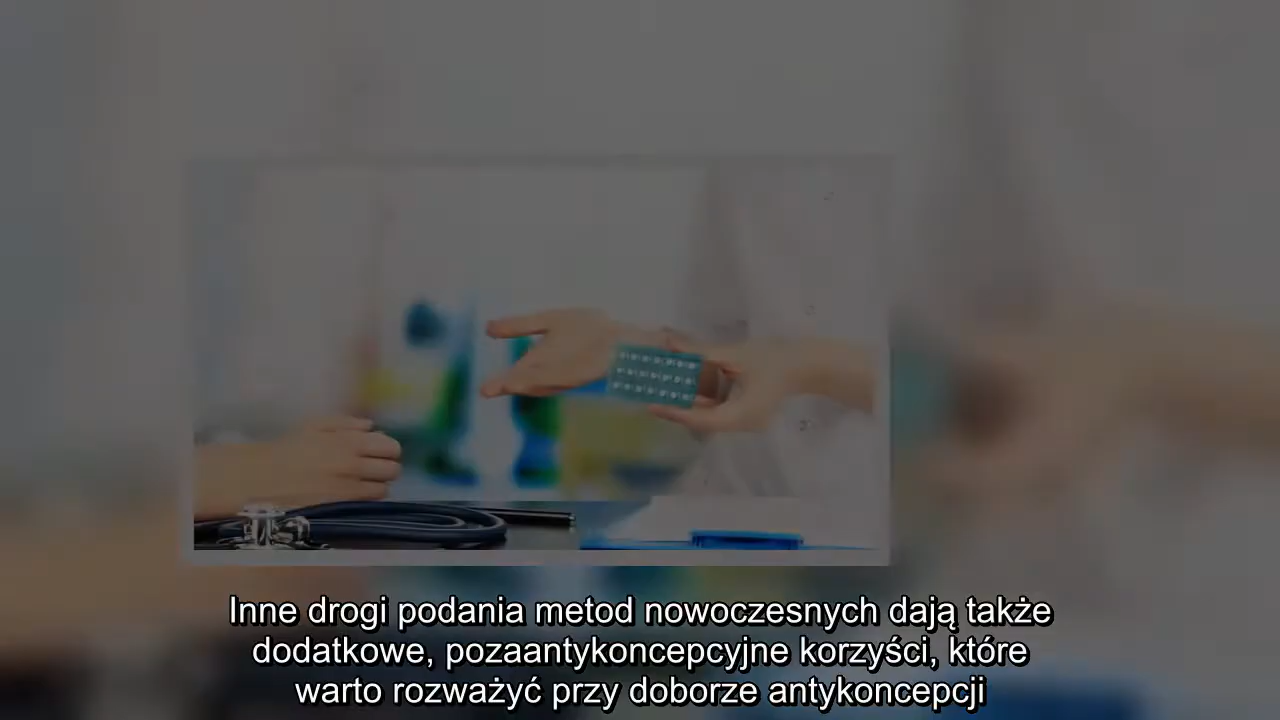 Inne drogi podania metod nowoczesnych dają także
dodatkowe, pozaantykoncepcyjne korzyści, które
warto rozważyć przy doborze antykoncepcji